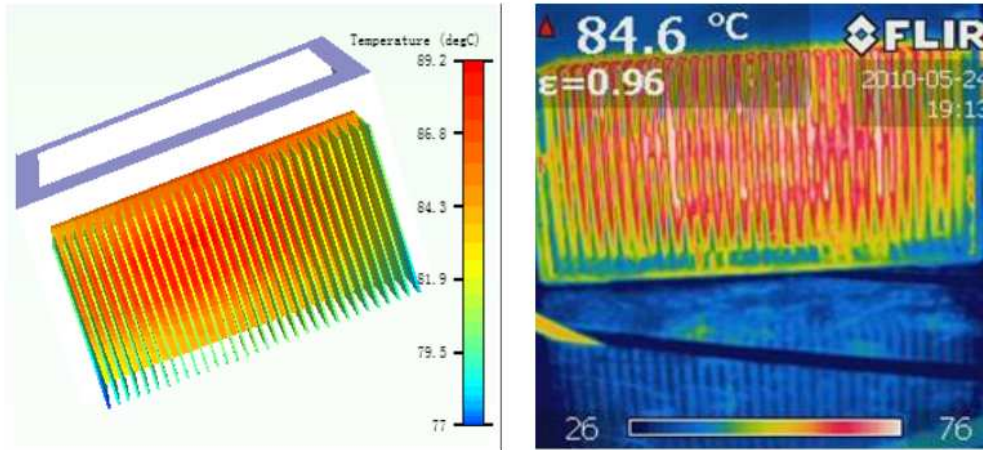 Temperature (degC)
89.2
86.8
84.3
81.9
79.5
77
84.6 °C
FLIR
ε=0.96
2010-05-24
19:13
26
76